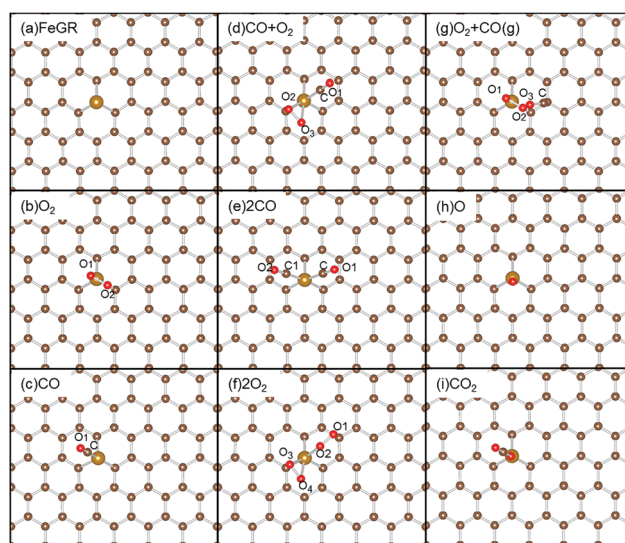 (a)FeGR
(d)CO+O₂
O1
C
O2
O₃
(g)O₂+CO(g)
O1
O₃
C
O2
(b)O₂
O1
O2
(e)2CO
O2
C1
C
O1
(h)O
(c)CO
O1
C
(f)2O₂
O1
O2
O₃
O₄
(i)CO₂